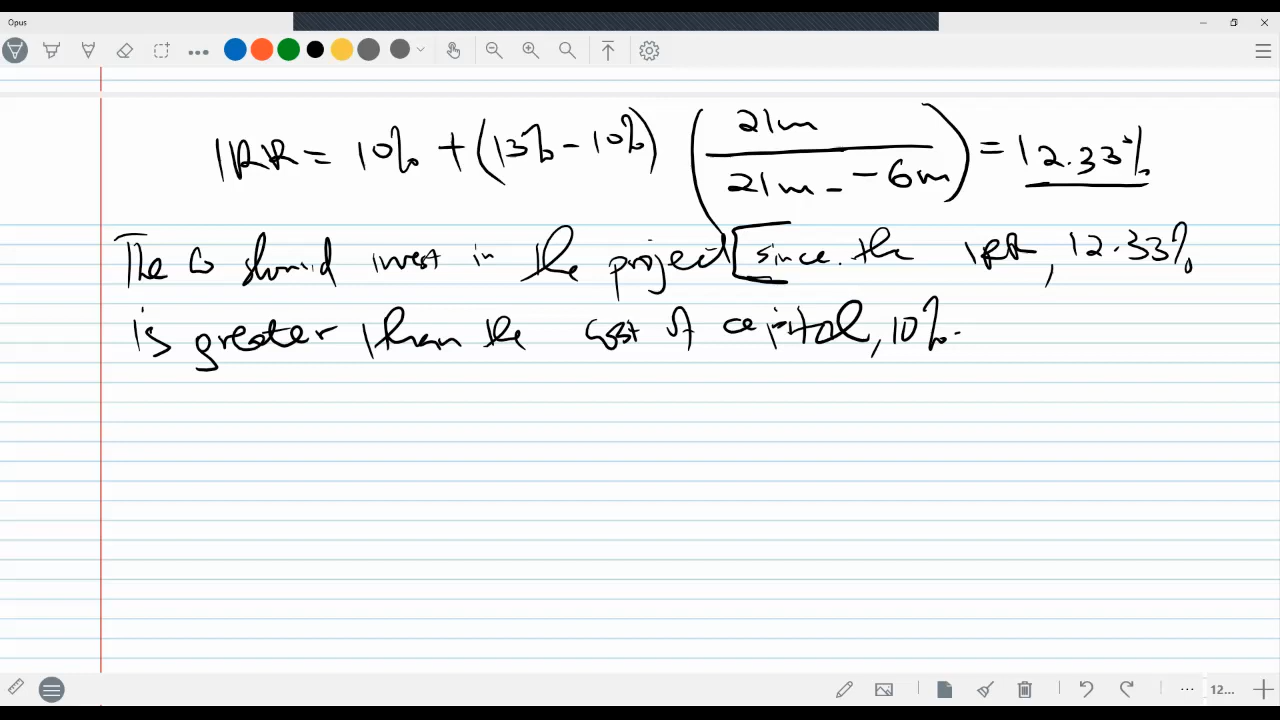 Opus
IRR = 10% + (13% - 10%) (21m / 21m - -6m) = 12.33%
The Co should invest in the project [since the IRR, 12.33%
is greater than the cost of capital, 10%.
12...